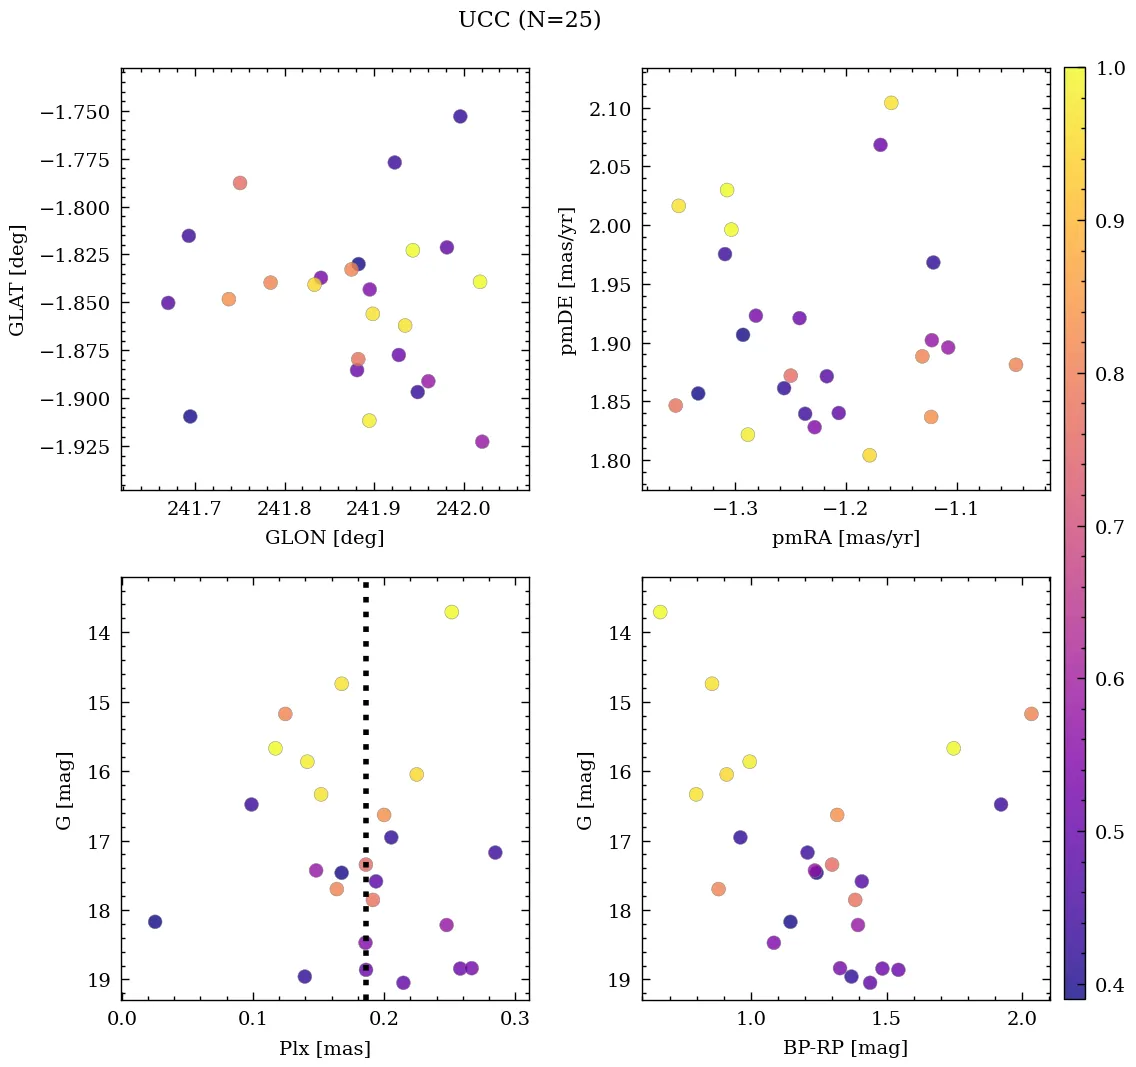 UCC (N=25)
−1.750
−1.775
−1.800
−1.825
−1.850
−1.875
−1.900
−1.925
GLAT [deg]
241.7 241.8 241.9 242.0
GLON [deg]
2.10
2.05
2.00
1.95
1.90
1.85
1.80
pmDE [mas/yr]
−1.3 −1.2 −1.1
pmRA [mas/yr]
14
15
16
17
18
19
G [mag]
0.0 0.1 0.2 0.3
Plx [mas]
14
15
16
17
18
19
G [mag]
1.0 1.5 2.0
BP-RP [mag]
1.0
0.9
0.8
0.7
0.6
0.5
0.4